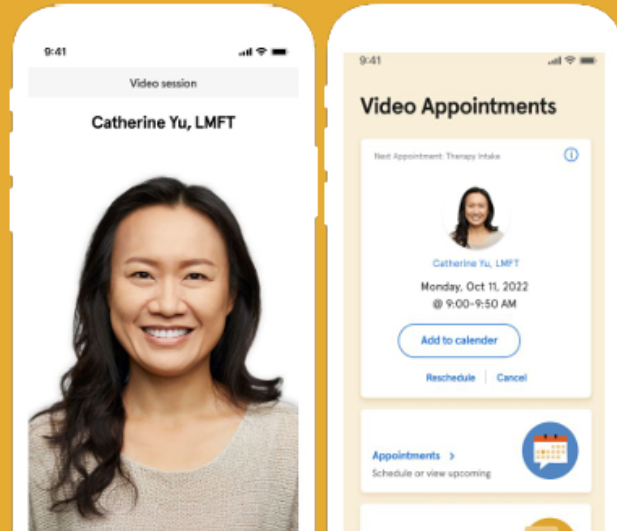 9:41
Video session
Catherine Yu, LMFT
9:41
Video Appointments
Next Appointment: Therapy Intake
Catherine Yu, LMFT
Monday, Oct 11, 2022
@ 9:00-9:50 AM
Add to calender
Reschedule
Cancel
Appointments >
Schedule or view upcoming